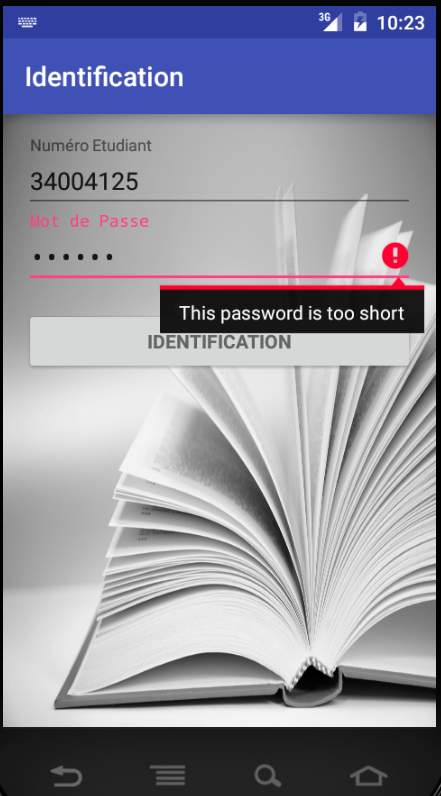 3G 10:23
Identification
Numéro Etudiant
34004125
Mot de Passe
This password is too short
IDENTIFICATION